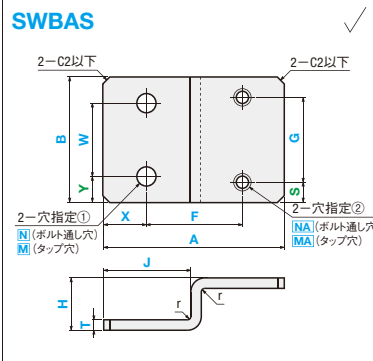 SWBAS
2－C2以下
2－C2以下
B
W
Y
G
S
X
F
A
2－穴指定①
N (ボルト通し穴)
M (タップ穴)
2－穴指定②
NA (ボルト通し穴
MA (タップ穴)
J
H
T
r
r